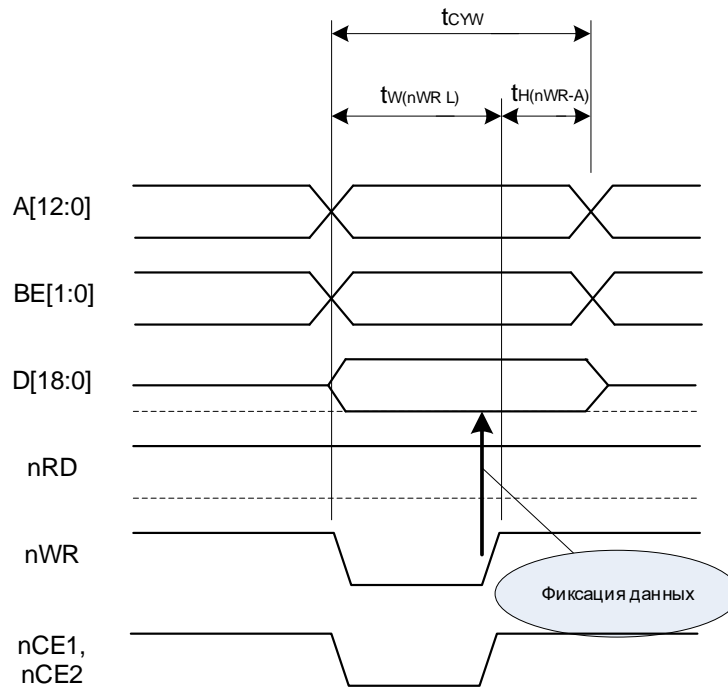 tCYW
tW(nWR L)
tH(nWR-A)
A[12:0]
BE[1:0]
D[18:0]
nRD
nWR
Фиксация данных
nCE1,
nCE2